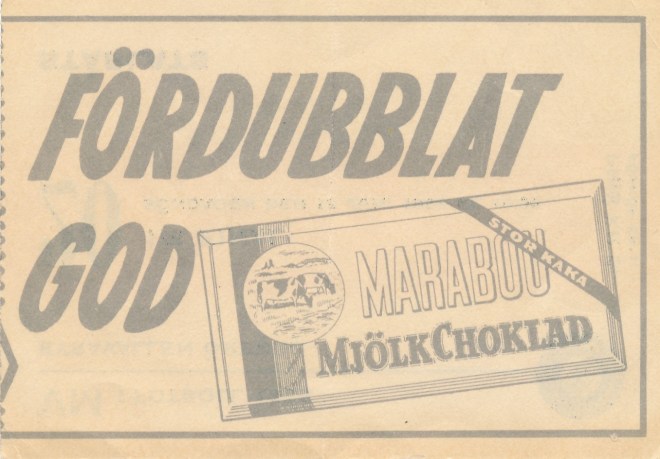 FÖRDUBBLAT
GOD
STOR KAKA
MARABOU
MJÖLKCHOKLAD